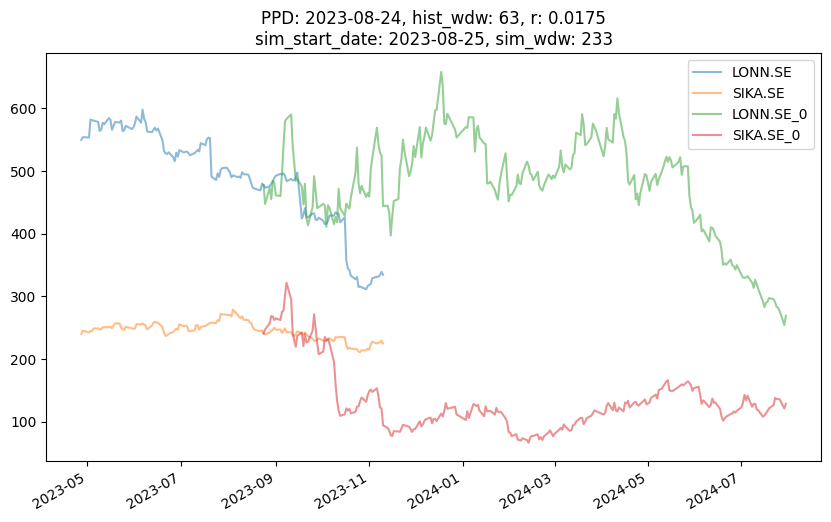 PPD: 2023-08-24, hist_wdw: 63, r: 0.0175
sim_start_date: 2023-08-25, sim_wdw: 233
LONN.SE
SIKA.SE
LONN.SE_0
SIKA.SE_0
600
500
400
300
200
100
2023-05
2023-07
2023-09
2023-11
2024-01
2024-03
2024-05
2024-07